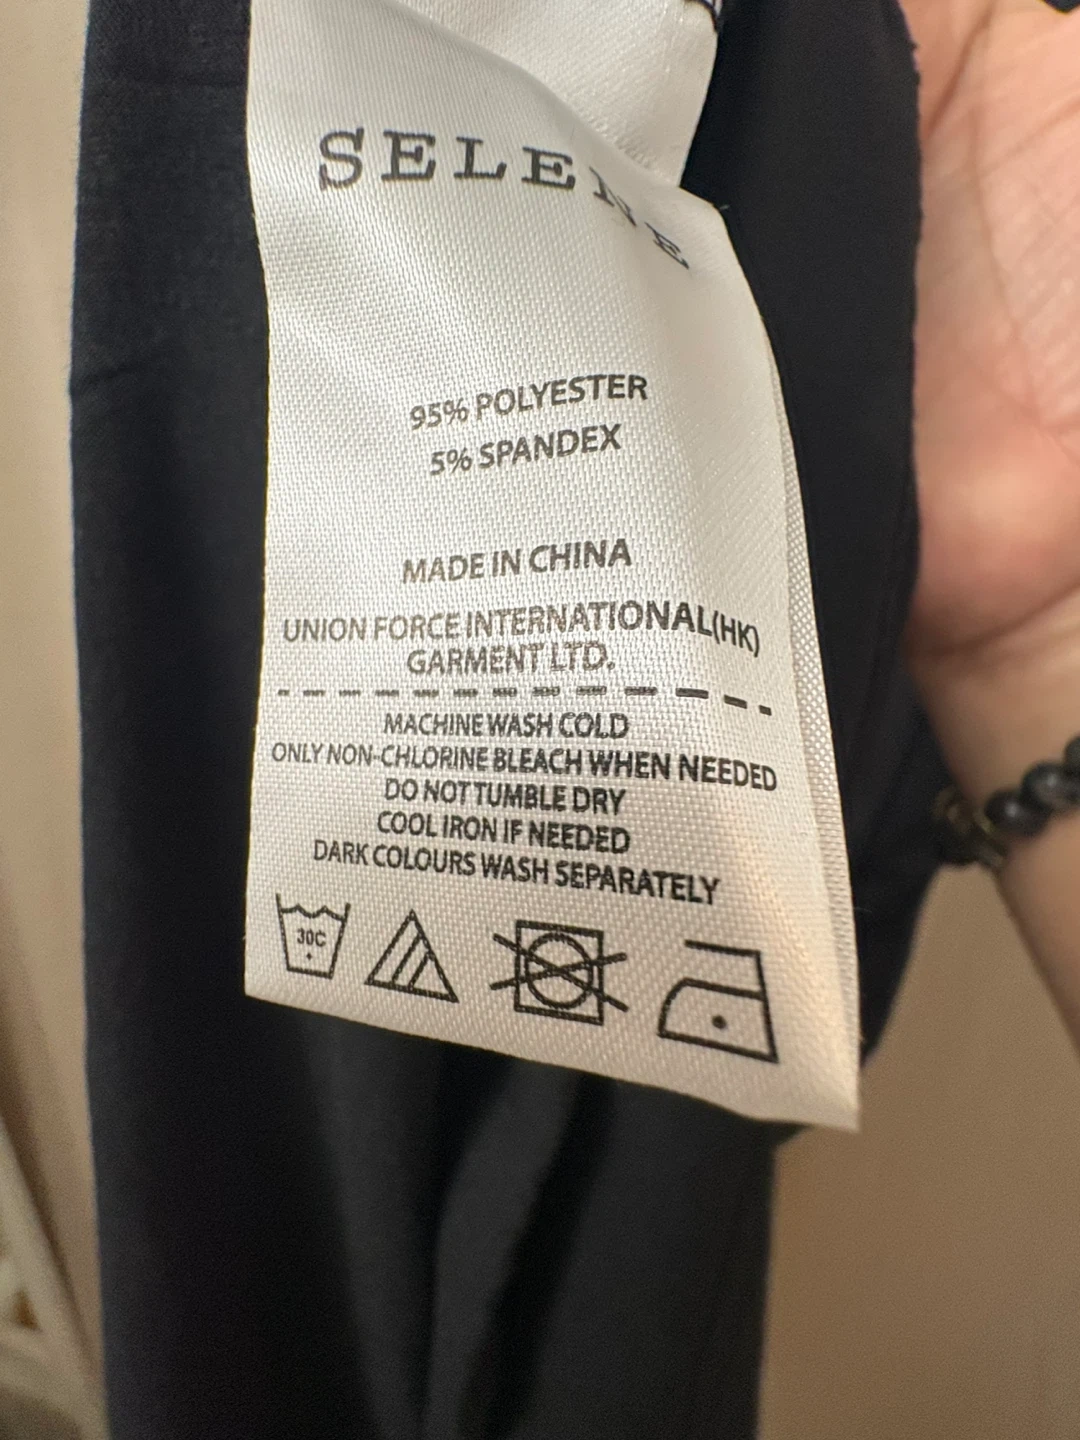 SELENE
95% POLYESTER
5% SPANDEX
MADE IN CHINA
UNION FORCE INTERNATIONAL(HK)
GARMENT LTD.
MACHINE WASH COLD
ONLY NON-CHLORINE BLEACH WHEN NEEDED
DO NOT TUMBLE DRY
COOL IRON IF NEEDED
DARK COLOURS WASH SEPARATELY
30C